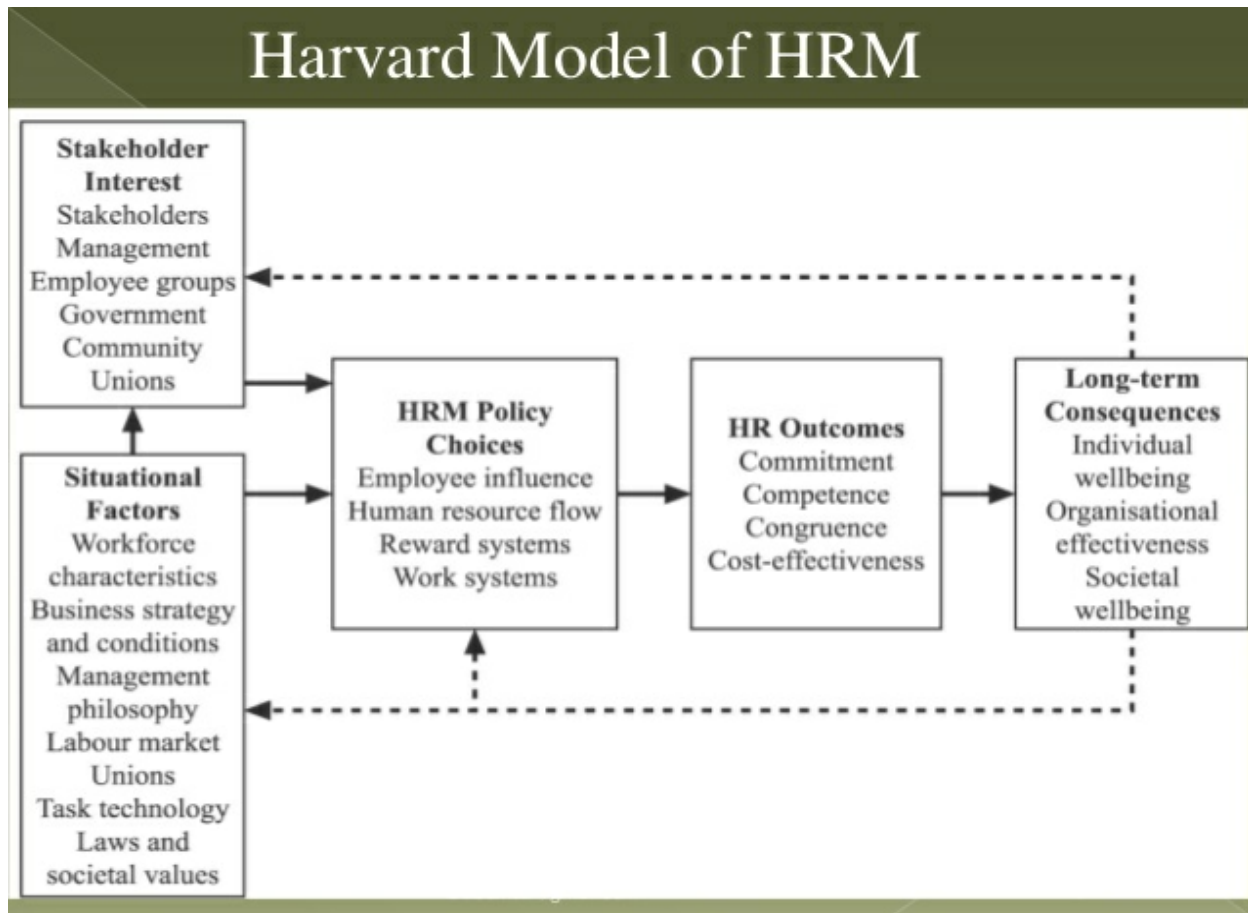 Harvard Model of HRM
Stakeholder
Interest
Stakeholders
Management
Employee groups
Government
Community
Unions
Situational
Factors
Workforce
characteristics
Business strategy
and conditions
Management
philosophy
Labour market
Unions
Task technology
Laws and
societal values
HRM Policy
Choices
Employee influence
Human resource flow
Reward systems
Work systems
HR Outcomes
Commitment
Competence
Congruence
Cost-effectiveness
Long-term
Consequences
Individual
wellbeing
Organisational
effectiveness
Societal
wellbeing